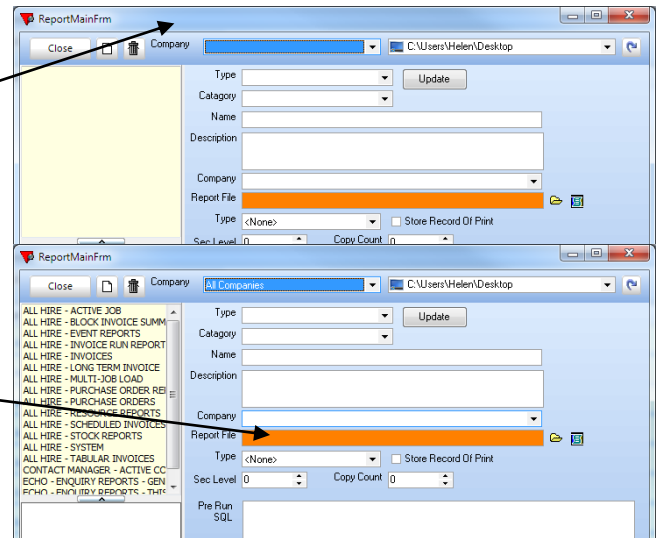 ReportMainFrm
Close Company C:\Users\Helen\Desktop
Type Update
Catagory
Name
Description
Company
Report File
Type <None> Store Record Of Print
Sec Level 0 Copy Count 0
ReportMainFrm
Close Company All Companies C:\Users\Helen\Desktop
ALL HIRE - ACTIVE JOB
ALL HIRE - BLOCK INVOICE SUMM
ALL HIRE - EVENT REPORTS
ALL HIRE - INVOICE RUN REPORT
ALL HIRE - INVOICES
ALL HIRE - LONG TERM INVOICE
ALL HIRE - MULTI-JOB LOAD
ALL HIRE - PURCHASE ORDER REI
ALL HIRE - PURCHASE ORDERS
ALL HIRE - RESOURCE REPORTS
ALL HIRE - SCHEDULED INVOICES
ALL HIRE - STOCK REPORTS
ALL HIRE - SYSTEM
ALL HIRE - TABULAR INVOICES
CONTACT MANAGER - ACTIVE CC
ECHO - ENQUIRY REPORTS - GEN
ECHO - ENQUIRY REPORTS - THIS
Type Update
Catagory
Name
Description
Company
Report File
Type <None> Store Record Of Print
Sec Level 0 Copy Count 0
Pre Run
SQL